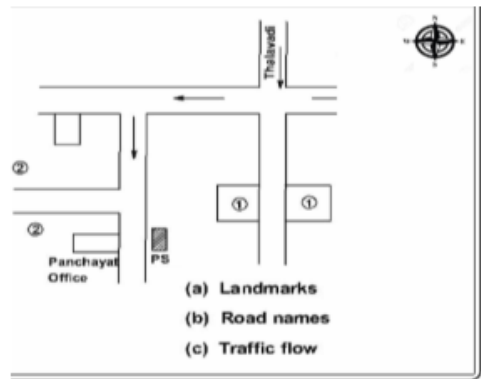 Thalavadi
②
②
①
①
Panchayat
Office
PS
(a) Landmarks
(b) Road names
(c) Traffic flow